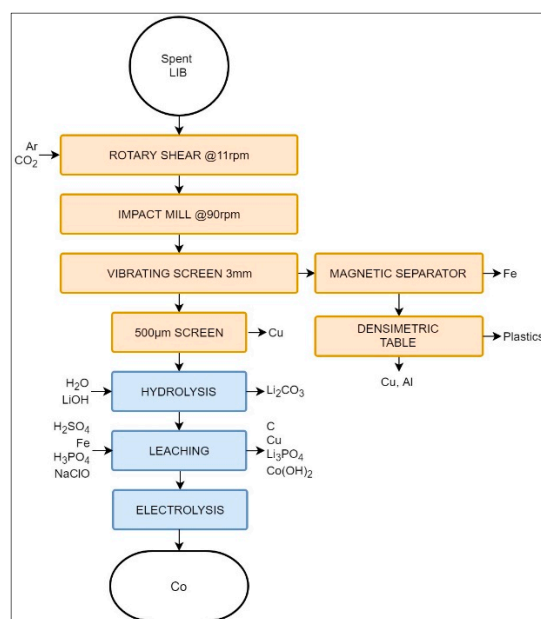 Spent
LIB
Ar
CO₂
ROTARY SHEAR @11rpm
IMPACT MILL @90rpm
VIBRATING SCREEN 3mm
MAGNETIC SEPARATOR
Fe
500µm SCREEN
Cu
DENSIMETRIC
TABLE
Plastics
Cu, Al
H₂O
LiOH
HYDROLYSIS
Li₂CO₃
H₂SO₄
Fe
H₃PO₄
NaClO
LEACHING
C
Cu
Li₃PO₄
Co(OH)₂
ELECTROLYSIS
Co